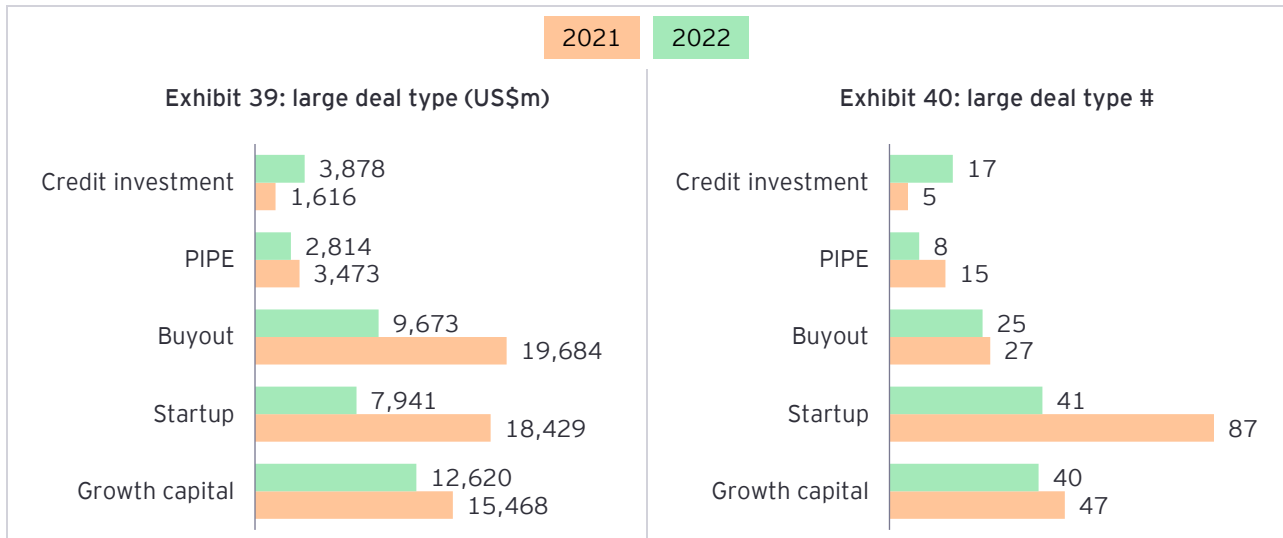 2021 2022
Exhibit 39: large deal type (US$m)
Credit investment
3,878
1,616
PIPE
2,814
3,473
Buyout
9,673
19,684
Startup
7,941
18,429
Growth capital
12,620
15,468
Exhibit 40: large deal type #
Credit investment
17
5
PIPE
8
15
Buyout
25
27
Startup
41
87
Growth capital
40
47